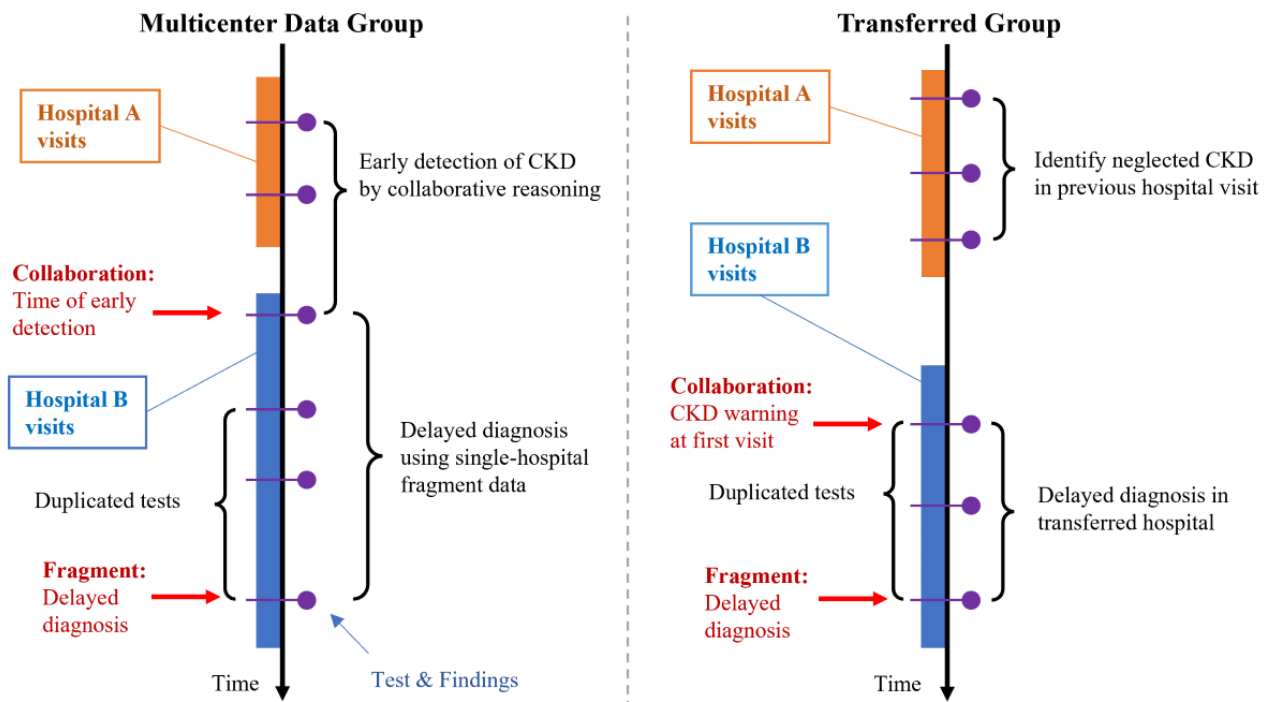 Multicenter Data Group
Hospital A
visits
Early detection of CKD
by collaborative reasoning
Collaboration:
Time of early
detection
Hospital B
visits
Delayed diagnosis
using single-hospital
fragment data
Duplicated tests
Fragment:
Delayed
diagnosis
Test & Findings
Time
Transferred Group
Hospital A
visits
Identify neglected CKD
in previous hospital visit
Hospital B
visits
Collaboration:
CKD warning
at first visit
Duplicated tests
Delayed diagnosis in
transferred hospital
Fragment:
Delayed
diagnosis
Time